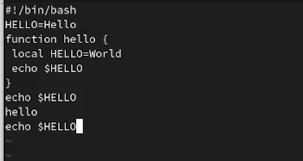 #!/bin/bash
HELLO=Hello
function hello {
 local HELLO=World
 echo $HELLO
}
echo $HELLO
hello
echo $HELLO
~
~